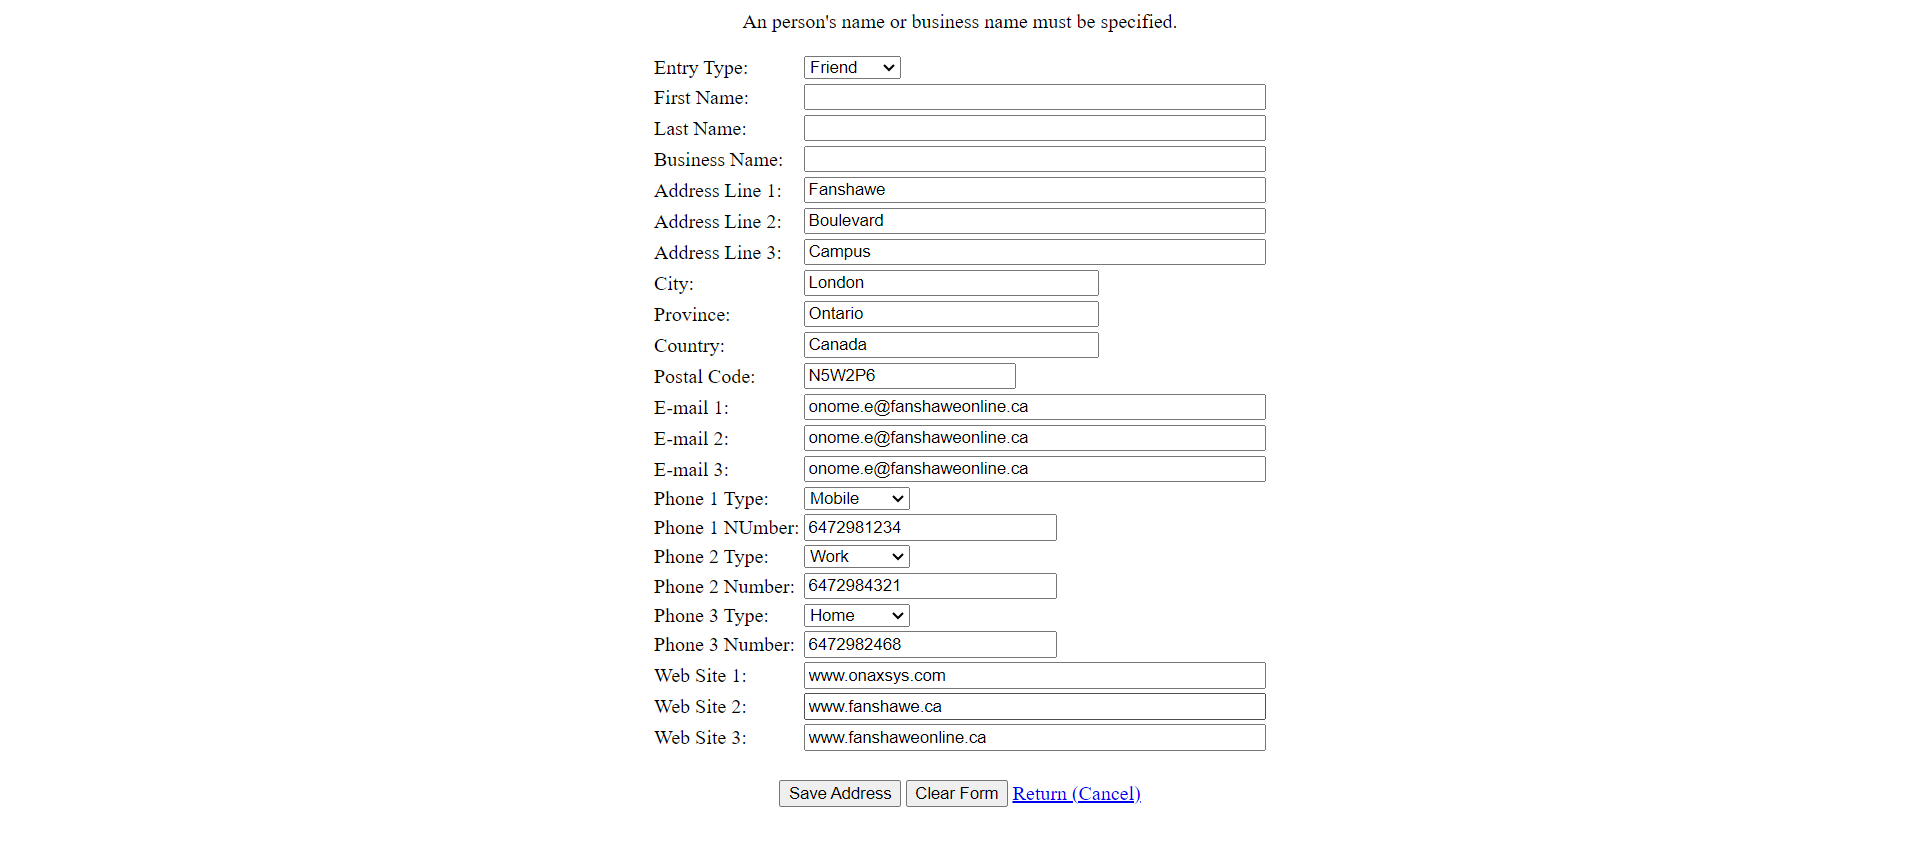 An person's name or business name must be specified.
Entry Type: Friend
First Name:
Last Name:
Business Name:
Address Line 1: Fanshawe
Address Line 2: Boulevard
Address Line 3: Campus
City: London
Province: Ontario
Country: Canada
Postal Code: N5W2P6
E-mail 1: onome.e@fanshaweonline.ca
E-mail 2: onome.e@fanshaweonline.ca
E-mail 3: onome.e@fanshaweonline.ca
Phone 1 Type: Mobile
Phone 1 NUmber: 6472981234
Phone 2 Type: Work
Phone 2 Number: 6472984321
Phone 3 Type: Home
Phone 3 Number: 6472982468
Web Site 1: www.onaxsys.com
Web Site 2: www.fanshawe.ca
Web Site 3: www.fanshaweonline.ca
Save Address Clear Form Return (Cancel)